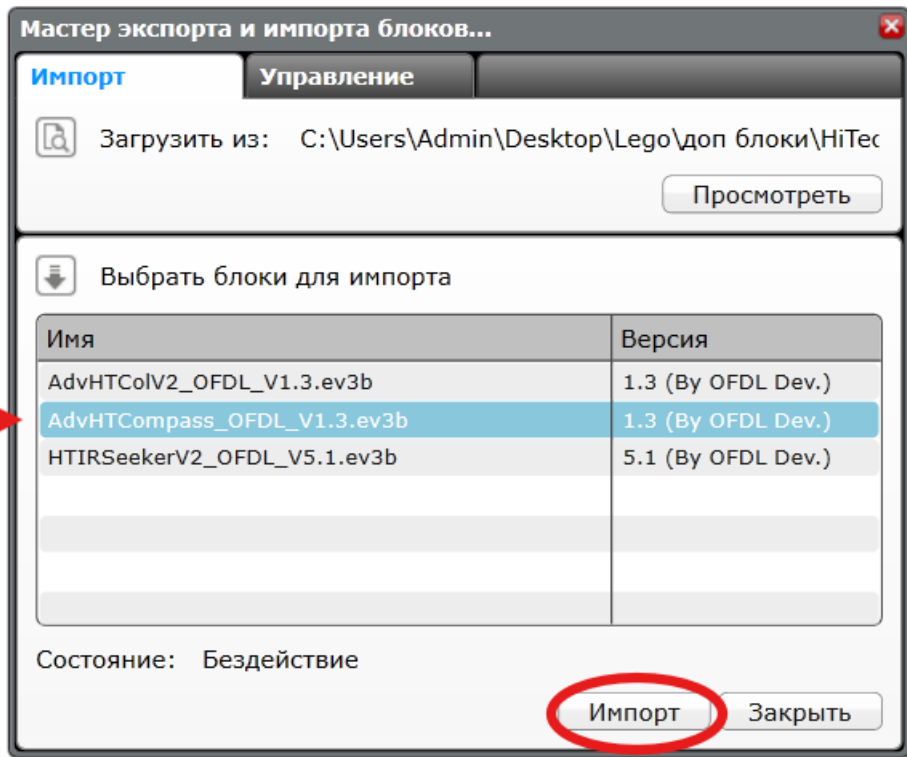 Мастер экспорта и импорта блоков...
Импорт Управление
Загрузить из: C:\Users\Admin\Desktop\Lego\доп блоки\HiTec
Просмотреть
Выбрать блоки для импорта
Имя Версия
AdvHTColV2_OFDL_V1.3.ev3b 1.3 (By OFDL Dev.)
AdvHTCompass_OFDL_V1.3.ev3b 1.3 (By OFDL Dev.)
HTIRSeekerV2_OFDL_V5.1.ev3b 5.1 (By OFDL Dev.)
Состояние: Бездействие
Импорт Закрыть